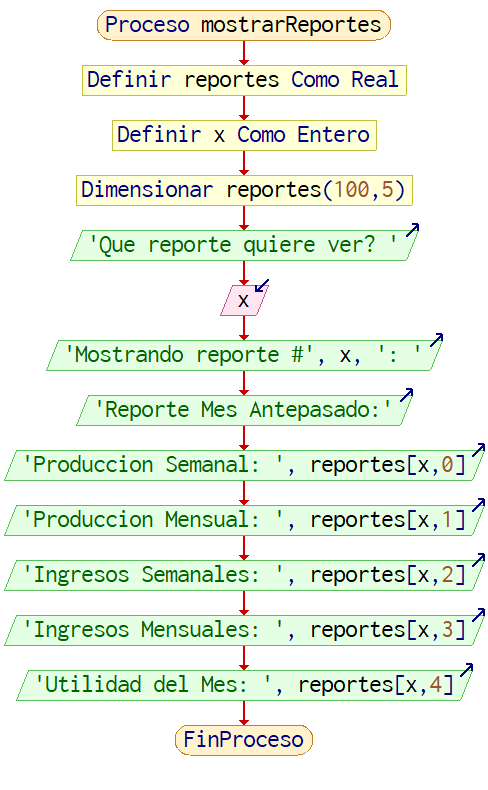 Proceso mostrarReportes
Definir reportes Como Real
Definir x Como Entero
Dimensionar reportes(100,5)
'Que reporte quiere ver? '
x
'Mostrando reporte #', x, ': '
'Reporte Mes Antepasado:'
'Produccion Semanal: ', reportes[x,0]
'Produccion Mensual: ', reportes[x,1]
'Ingresos Semanales: ', reportes[x,2]
'Ingresos Mensuales: ', reportes[x,3]
'Utilidad del Mes: ', reportes[x,4]
FinProceso